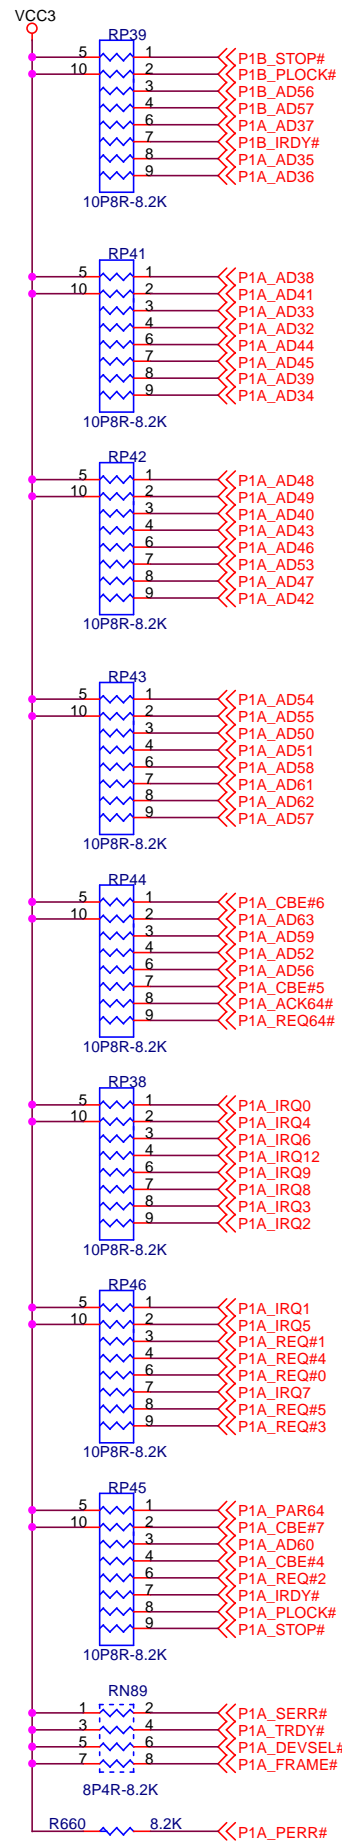 VCC3
RP39
5 1 P1B_STOP#
10 2 P1B_PLOCK#
3 P1B_AD56
4 P1B_AD57
6 P1A_AD37
7 P1B_IRDY#
8 P1A_AD35
9 P1A_AD36
10P8R-8.2K
RP41
5 1 P1A_AD38
10 2 P1A_AD41
3 P1A_AD33
4 P1A_AD32
6 P1A_AD44
7 P1A_AD45
8 P1A_AD39
9 P1A_AD34
10P8R-8.2K
RP42
5 1 P1A_AD48
10 2 P1A_AD49
3 P1A_AD40
4 P1A_AD43
6 P1A_AD46
7 P1A_AD53
8 P1A_AD47
9 P1A_AD42
10P8R-8.2K
RP43
5 1 P1A_AD54
10 2 P1A_AD55
3 P1A_AD50
4 P1A_AD51
6 P1A_AD58
7 P1A_AD61
8 P1A_AD62
9 P1A_AD57
10P8R-8.2K
RP44
5 1 P1A_CBE#6
10 2 P1A_AD63
3 P1A_AD59
4 P1A_AD52
6 P1A_AD56
7 P1A_CBE#5
8 P1A_ACK64#
9 P1A_REQ64#
10P8R-8.2K
RP38
5 1 P1A_IRQ0
10 2 P1A_IRQ4
3 P1A_IRQ6
4 P1A_IRQ12
6 P1A_IRQ9
7 P1A_IRQ8
8 P1A_IRQ3
9 P1A_IRQ2
10P8R-8.2K
RP46
5 1 P1A_IRQ1
10 2 P1A_IRQ5
3 P1A_REQ#1
4 P1A_REQ#4
6 P1A_REQ#0
7 P1A_IRQ7
8 P1A_REQ#5
9 P1A_REQ#3
10P8R-8.2K
RP45
5 1 P1A_PAR64
10 2 P1A_CBE#7
3 P1A_AD60
4 P1A_CBE#4
6 P1A_REQ#2
7 P1A_IRDY#
8 P1A_PLOCK#
9 P1A_STOP#
10P8R-8.2K
RN89
1 2 P1A_SERR#
3 4 P1A_TRDY#
5 6 P1A_DEVSEL#
7 8 P1A_FRAME#
8P4R-8.2K
R660 8.2K P1A_PERR#